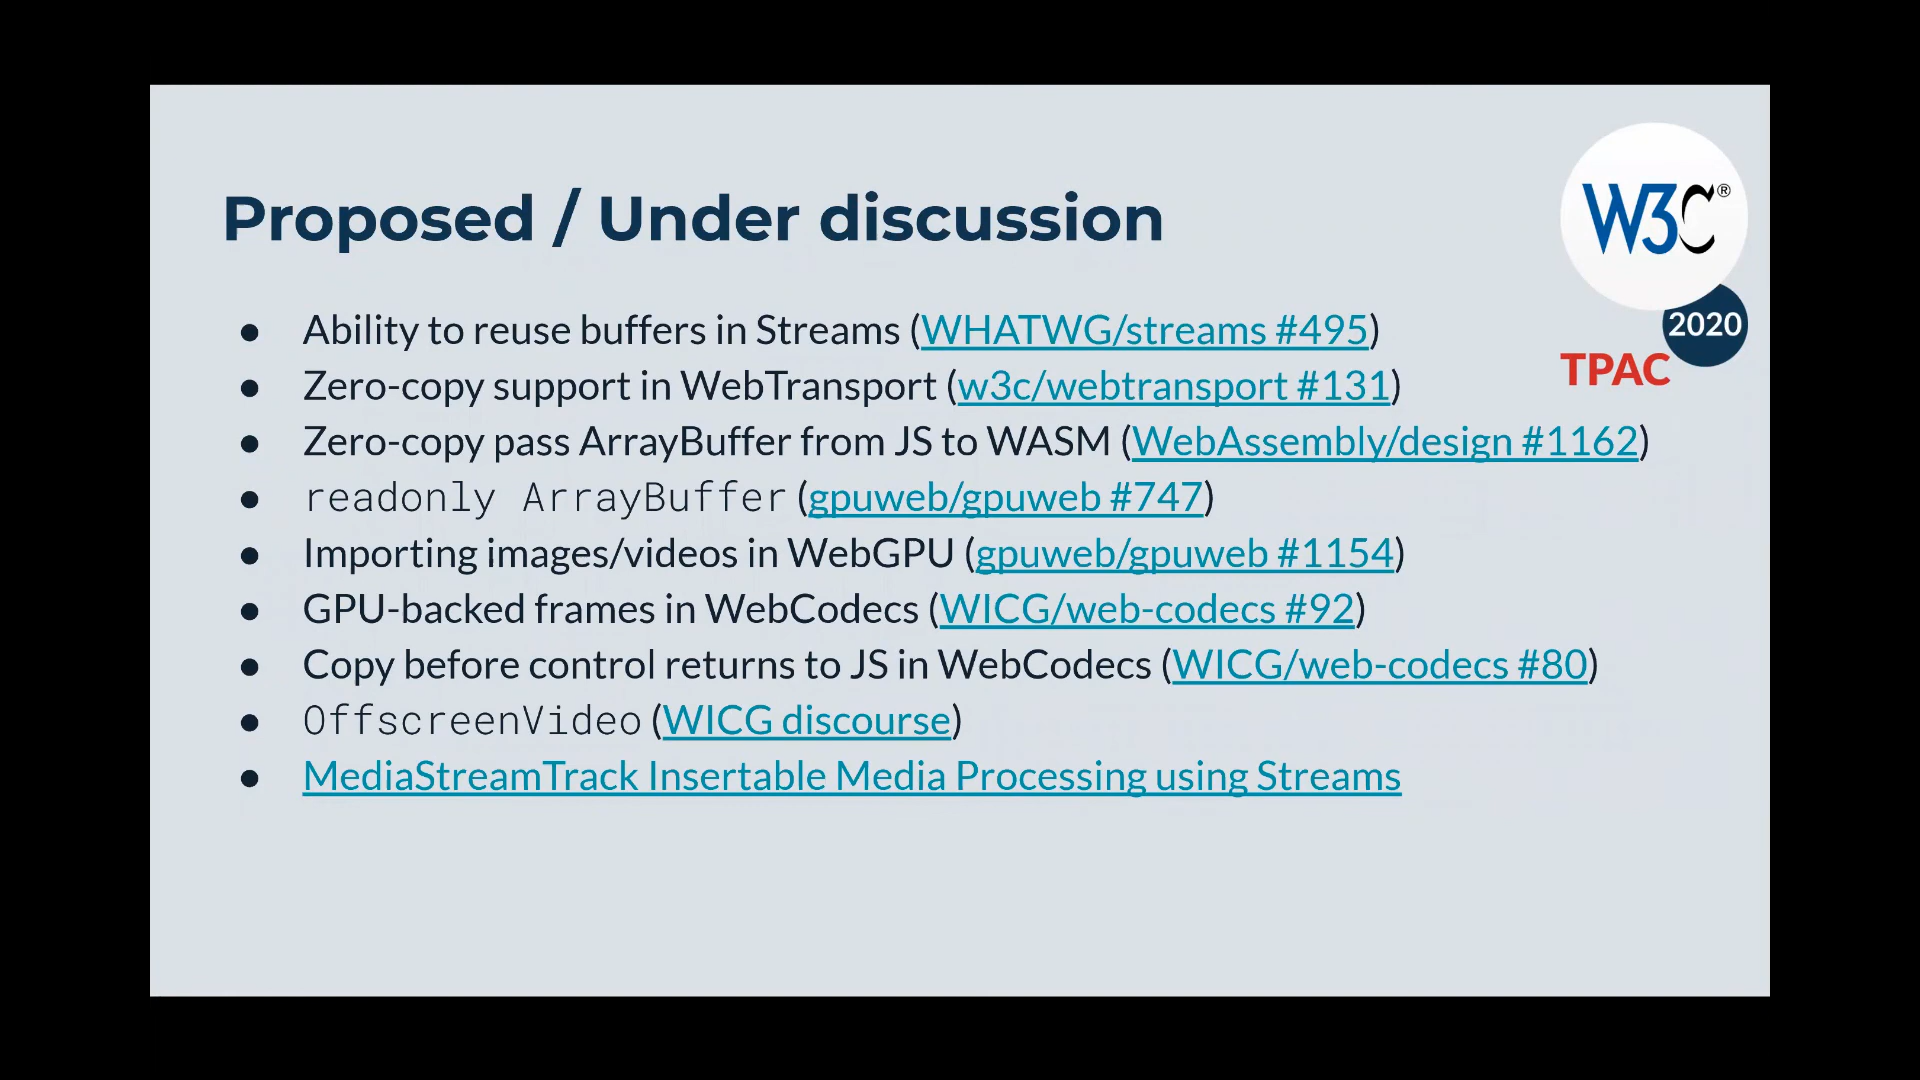 Proposed / Under discussion
W3C®
2020
TPAC
● Ability to reuse buffers in Streams (WHATWG/streams #495)
● Zero-copy support in WebTransport (w3c/webtransport #131)
● Zero-copy pass ArrayBuffer from JS to WASM (WebAssembly/design #1162)
● readonly ArrayBuffer (gpuweb/gpuweb #747)
● Importing images/videos in WebGPU (gpuweb/gpuweb #1154)
● GPU-backed frames in WebCodecs (WICG/web-codecs #92)
● Copy before control returns to JS in WebCodecs (WICG/web-codecs #80)
● OffscreenVideo (WICG discourse)
● MediaStreamTrack Insertable Media Processing using Streams